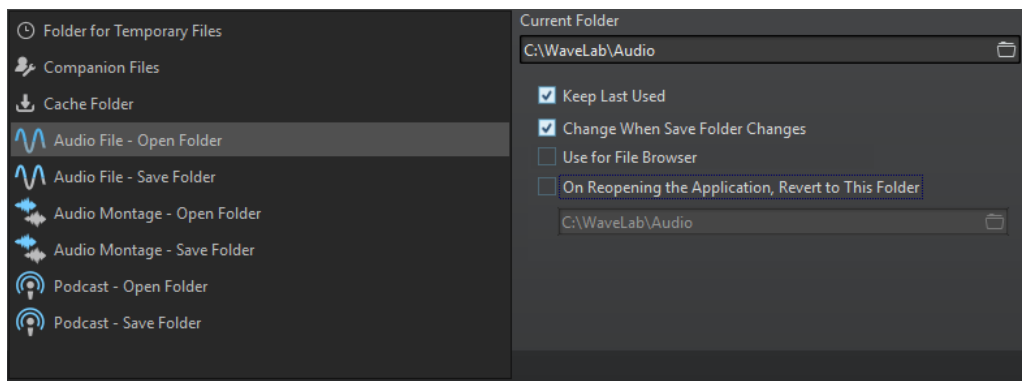 Folder for Temporary Files
Companion Files
Cache Folder
Audio File - Open Folder
Audio File - Save Folder
Audio Montage - Open Folder
Audio Montage - Save Folder
Podcast - Open Folder
Podcast - Save Folder
Current Folder
C:\WaveLab\Audio
Keep Last Used
Change When Save Folder Changes
Use for File Browser
On Reopening the Application, Revert to This Folder
C:\WaveLab\Audio